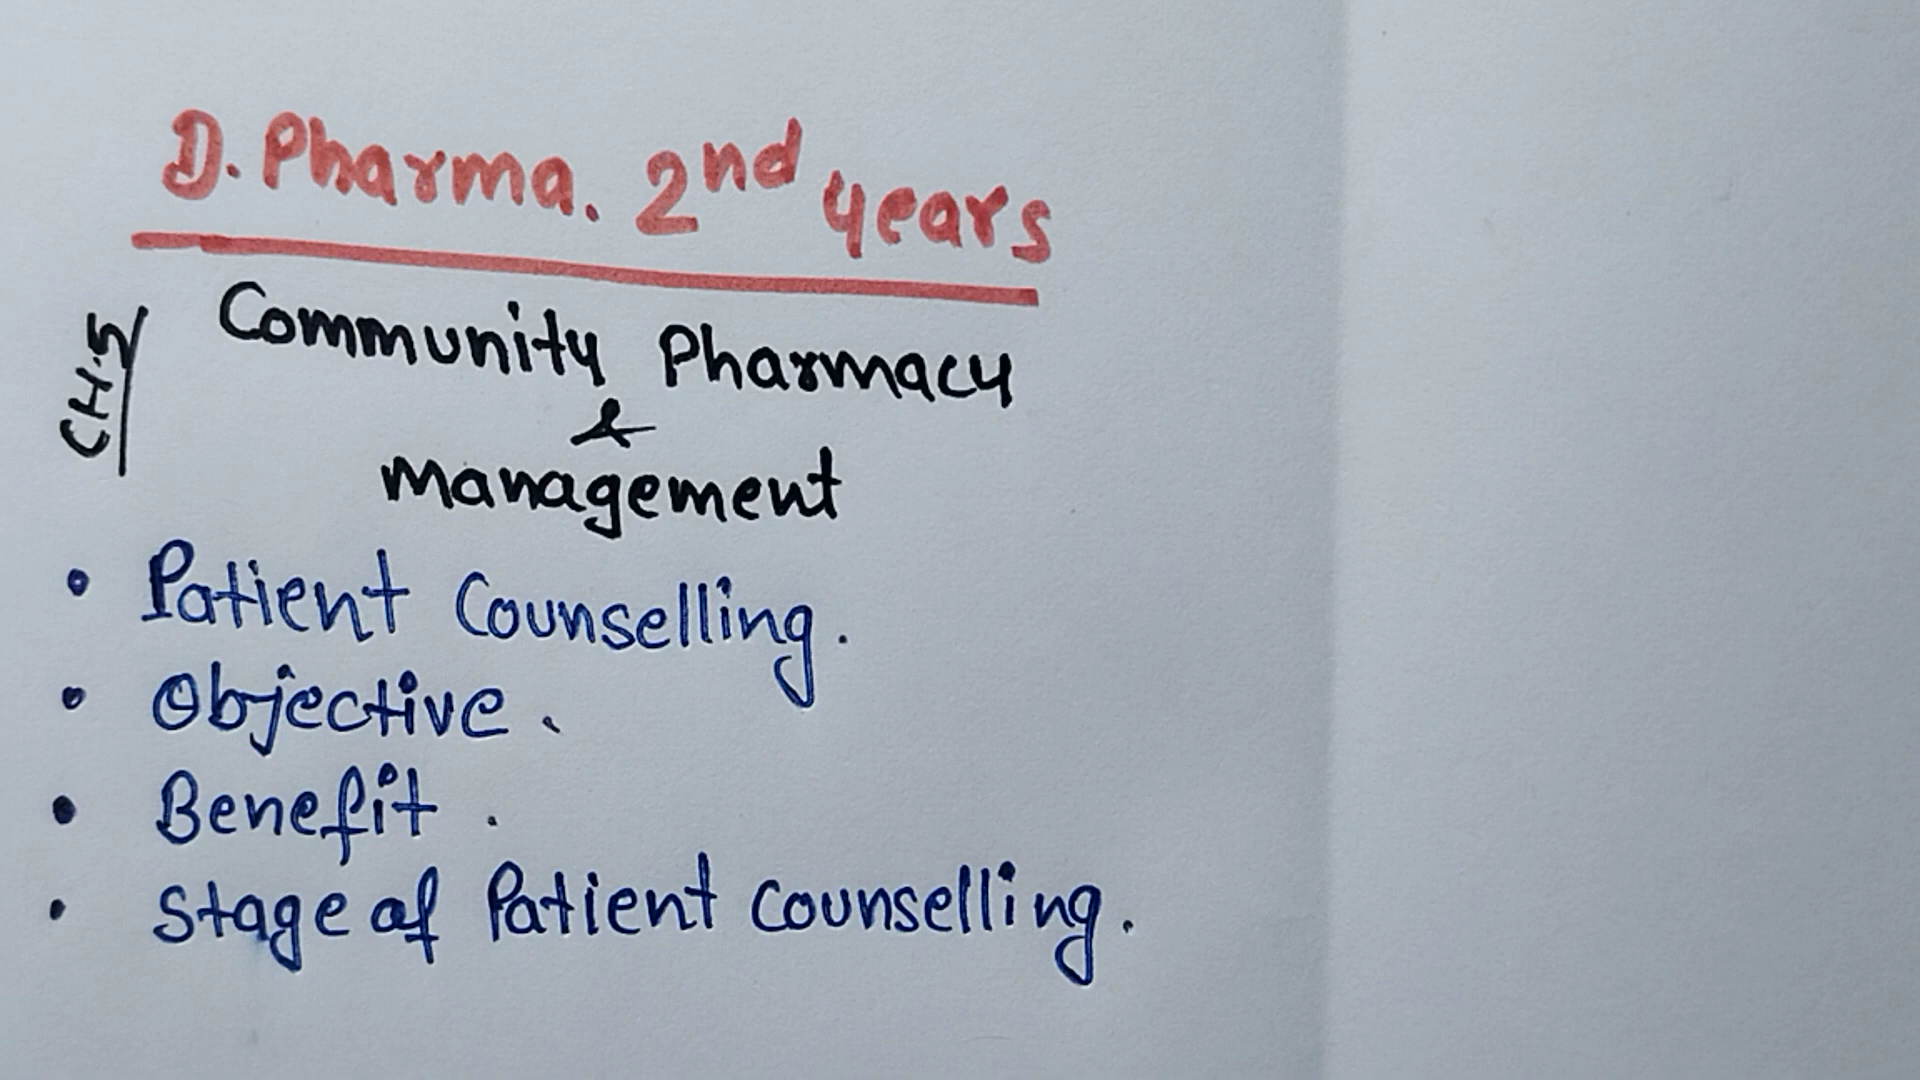 D. Pharma. 2nd years
CH.5
Community Pharmacy
&
management
• Patient Counselling.
• Objective.
• Benefit.
• Stage of Patient Counselling.